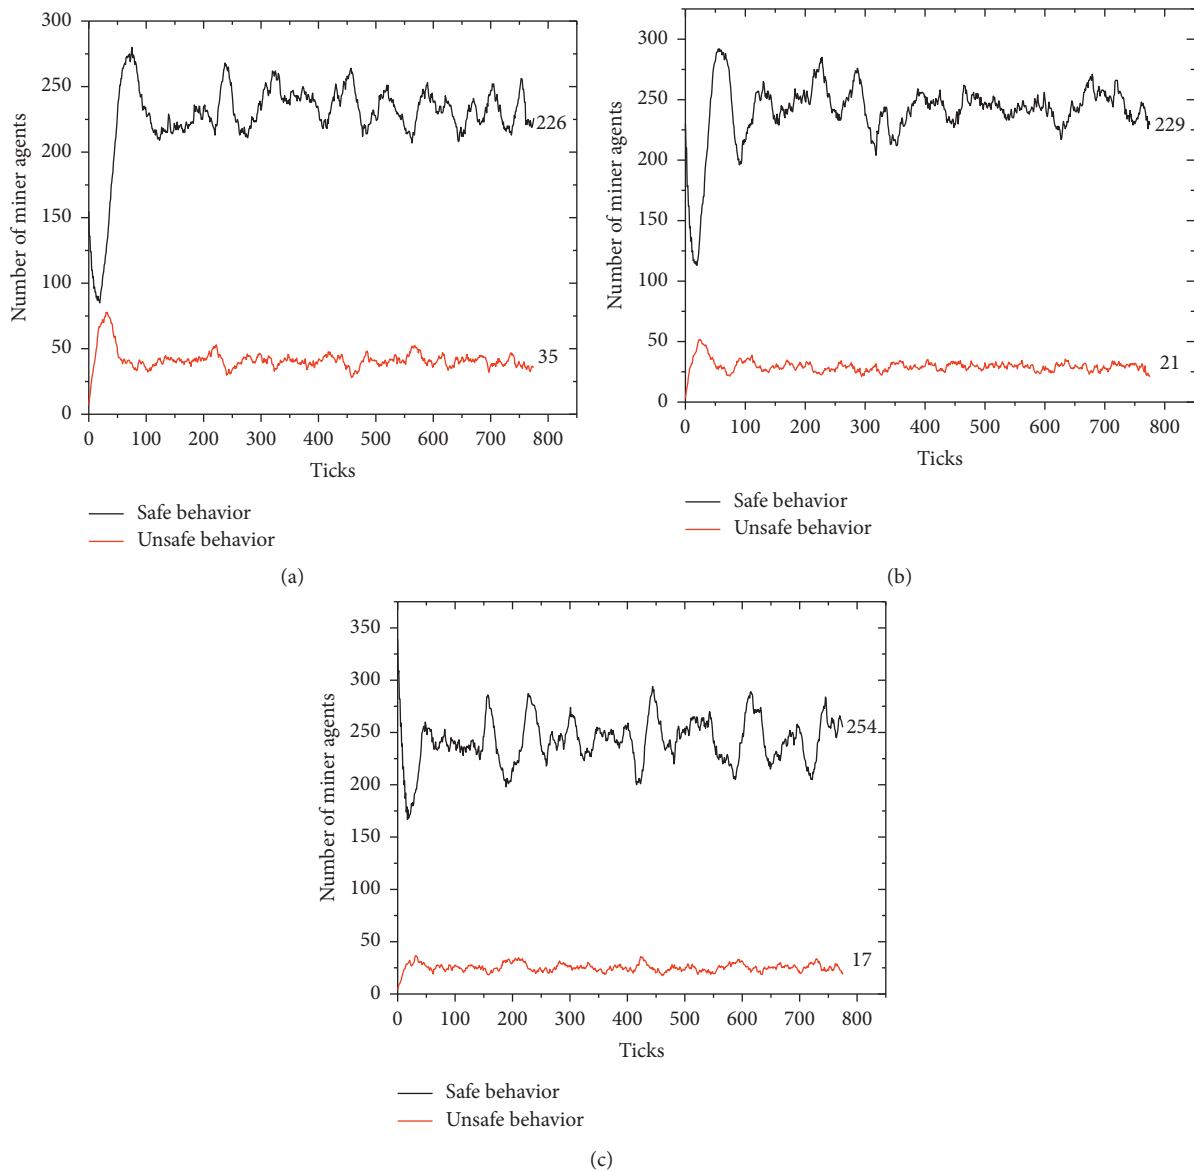 300
250
200
150
100
50
0
Number of miner agents
226
35
0 100 200 300 400 500 600 700 800
Ticks
Safe behavior
Unsafe behavior
(a)
300
250
200
150
100
50
0
Number of miner agents
229
21
0 100 200 300 400 500 600 700 800
Ticks
Safe behavior
Unsafe behavior
(b)
350
300
250
200
150
100
50
0
Number of miner agents
254
17
0 100 200 300 400 500 600 700 800
Ticks
Safe behavior
Unsafe behavior
(c)